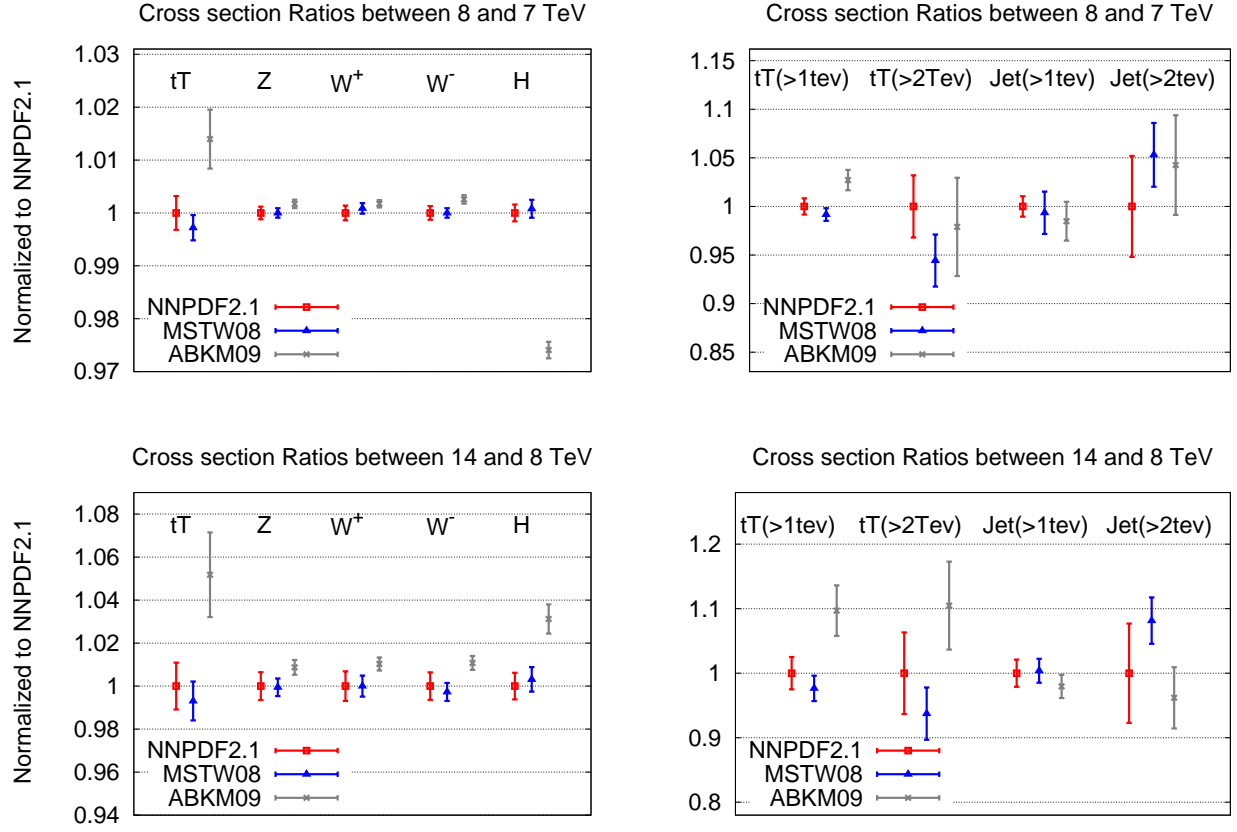 Cross section Ratios between 8 and 7 TeV
Normalized to NNPDF2.1
1.03
1.02
1.01
1
0.99
0.98
0.97
tT Z W+ W- H
NNPDF2.1
MSTW08
ABKM09
Cross section Ratios between 8 and 7 TeV
1.15
1.1
1.05
1
0.95
0.9
0.85
tT(>1tev) tT(>2Tev) Jet(>1tev) Jet(>2tev)
NNPDF2.1
MSTW08
ABKM09
Cross section Ratios between 14 and 8 TeV
Normalized to NNPDF2.1
1.08
1.06
1.04
1.02
1
0.98
0.96
0.94
tT Z W+ W- H
NNPDF2.1
MSTW08
ABKM09
Cross section Ratios between 14 and 8 TeV
1.2
1.1
1
0.9
0.8
tT(>1tev) tT(>2Tev) Jet(>1tev) Jet(>2tev)
NNPDF2.1
MSTW08
ABKM09